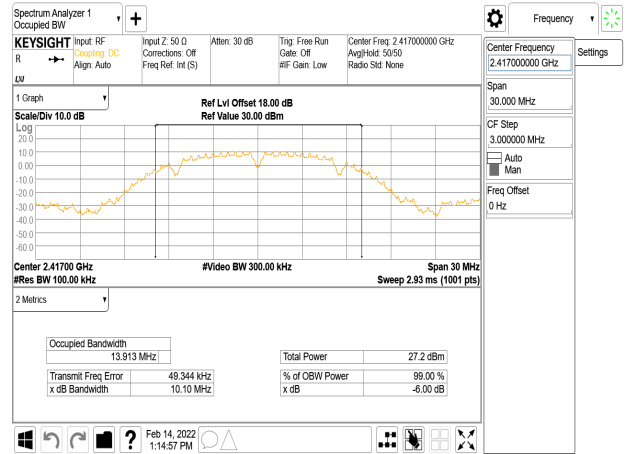 Spectrum Analyzer 1
Occupied BW
Frequency
KEYSIGHT Input: RF Input Z: 50 Ω Atten: 30 dB Trig: Free Run Center Freq: 2.417000000 GHz
Coupling: DC Corrections: Off Gate: Off Avg|Hold: 50/50
R Align: Auto Freq Ref: Int (S) #IF Gain: Low Radio Std: None
LXI
Center Frequency
2.417000000 GHz
Settings
Span
30.000 MHz
CF Step
3.000000 MHz
Auto
Man
Freq Offset
0 Hz
1 Graph
Ref Lvl Offset 18.00 dB
Scale/Div 10.0 dB Ref Value 30.00 dBm
Log
20.0
10.0
0.00
-10.0
-20.0
-30.0
-40.0
-50.0
-60.0
Center 2.41700 GHz #Video BW 300.00 kHz Span 30 MHz
#Res BW 100.00 kHz Sweep 2.93 ms (1001 pts)
2 Metrics
Occupied Bandwidth
13.913 MHz
Total Power 27.2 dBm
Transmit Freq Error 49.344 kHz % of OBW Power 99.00 %
x dB Bandwidth 10.10 MHz x dB -6.00 dB
? Feb 14, 2022
1:14:57 PM